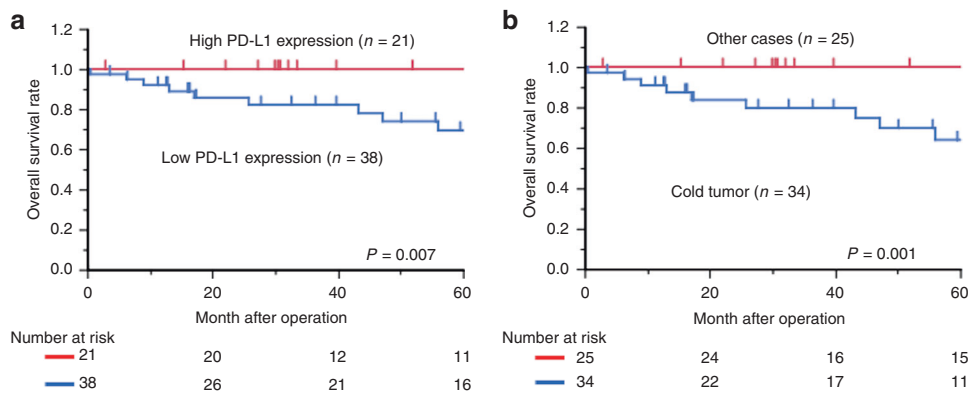 a
1.2
1.0
0.8
0.6
0.4
0.2
0.0
Overall survival rate
High PD-L1 expression (n = 21)
Low PD-L1 expression (n = 38)
P = 0.007
0 20 40 60
Month after operation
Number at risk
21 20 12 11
38 26 21 16
b
1.2
1.0
0.8
0.6
0.4
0.2
0.0
Overall survival rate
Other cases (n = 25)
Cold tumor (n = 34)
P = 0.001
0 20 40 60
Month after operation
Number at risk
25 24 16 15
34 22 17 11